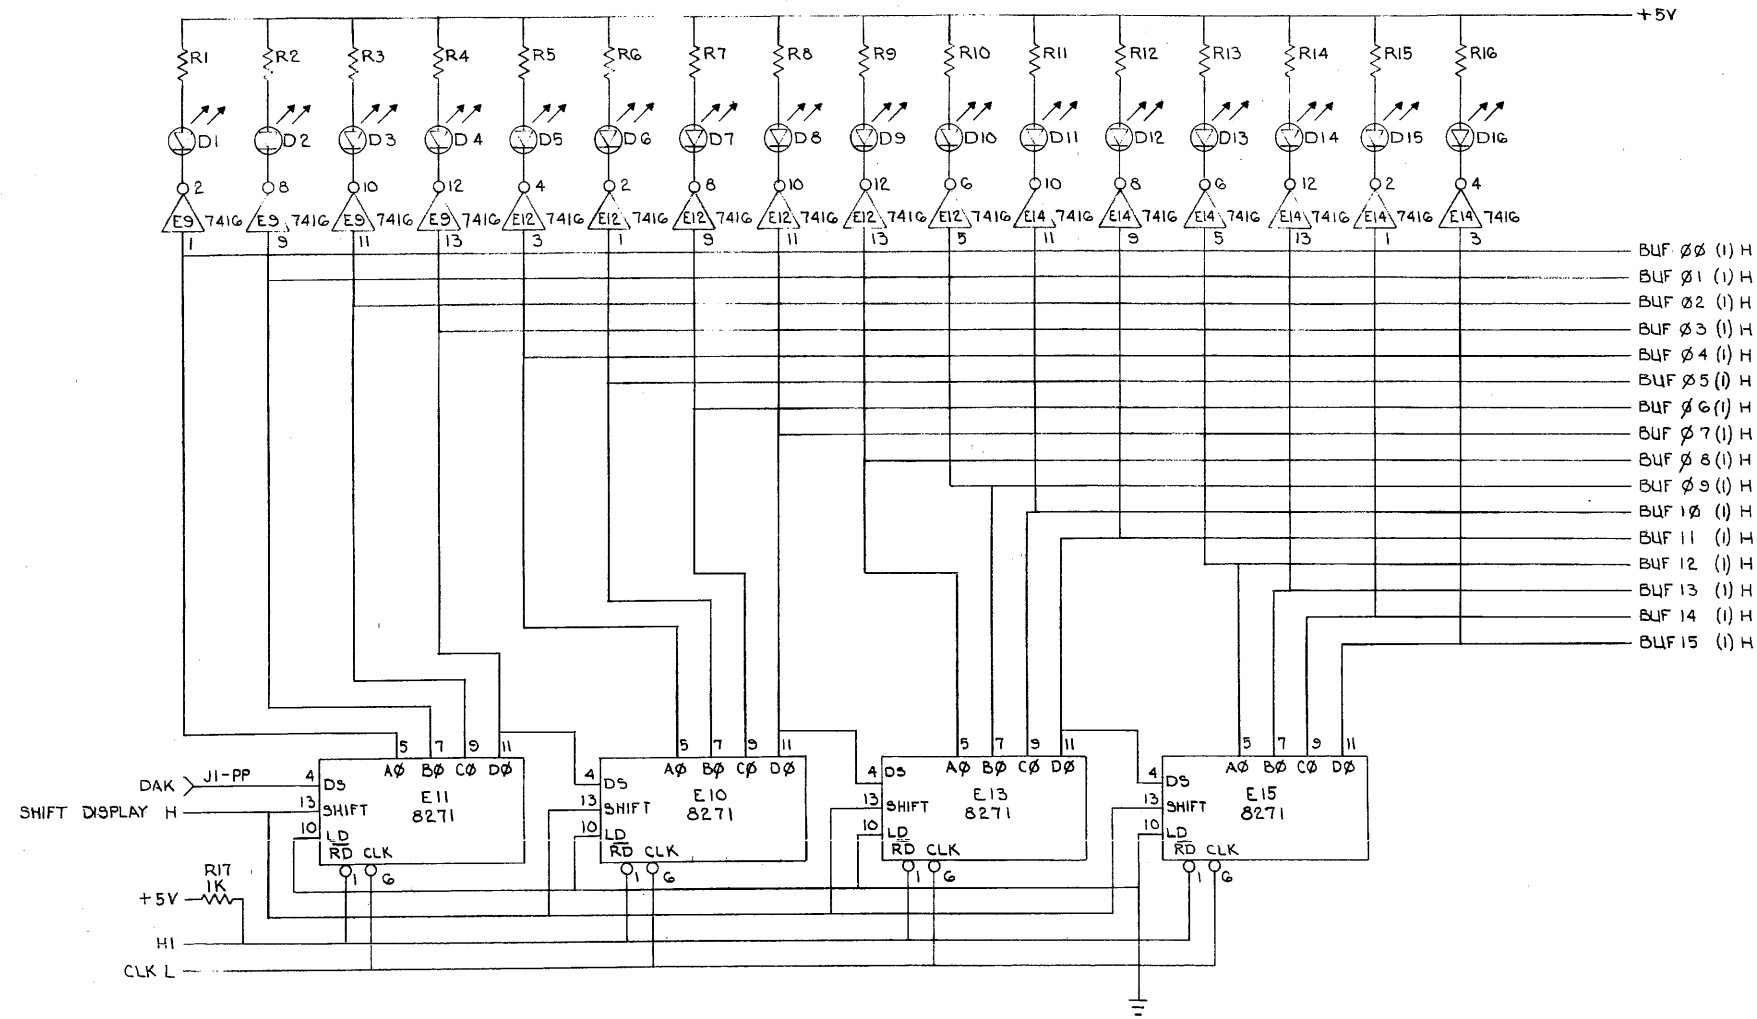 +5V
R1 R2 R3 R4 R5 R6 R7 R8 R9 R10 R11 R12 R13 R14 R15 R16
D1 D2 D3 D4 D5 D6 D7 D8 D9 D10 D11 D12 D13 D14 D15 D16
2 8 10 12 4 2 8 10 12 6 10 8 6 12 2 4
E9 7416 E9 7416 E9 7416 E9 7416 E12 7416 E12 7416 E12 7416 E12 7416 E12 7416 E12 7416 E14 7416 E14 7416 E14 7416 E14 7416 E14 7416 E14 7416
1 9 11 13 3 1 9 11 13 5 11 9 5 13 1 3
BUF ØØ (1) H
BUF Ø1 (1) H
BUF Ø2 (1) H
BUF Ø3 (1) H
BUF Ø4 (1) H
BUF Ø5 (1) H
BUF Ø6 (1) H
BUF Ø7 (1) H
BUF Ø8 (1) H
BUF Ø9 (1) H
BUF 1Ø (1) H
BUF 11 (1) H
BUF 12 (1) H
BUF 13 (1) H
BUF 14 (1) H
BUF 15 (1) H
5 7 9 11 5 7 9 11 5 7 9 11 5 7 9 11
AØ BØ CØ DØ AØ BØ CØ DØ AØ BØ CØ DØ AØ BØ CØ DØ
DAK J1-PP 4 DS 4 DS 4 DS 4 DS
E11 E10 E13 E15
SHIFT DISPLAY H 13 SHIFT 13 SHIFT 13 SHIFT 13 SHIFT
8271 8271 8271 8271
10 LD 10 LD 10 LD 10 LD
RD CLK RD CLK RD CLK RD CLK
1 6 1 6 1 6 1 6
R17
1K
+5V
HI
CLK L